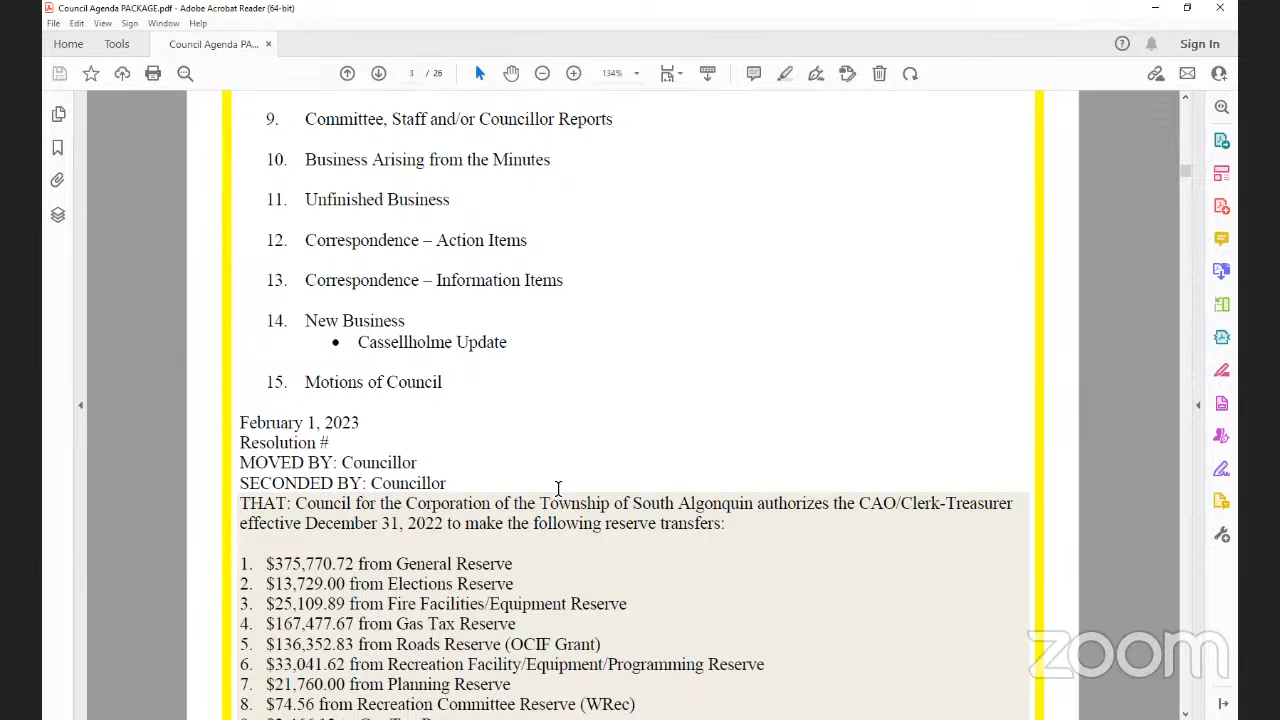 Council Agenda PACKAGE.pdf - Adobe Acrobat Reader (64-bit)
File Edit View Sign Window Help
Home Tools Council Agenda PA... × Sign In
3 / 26 134%
9. Committee, Staff and/or Councillor Reports
10. Business Arising from the Minutes
11. Unfinished Business
12. Correspondence – Action Items
13. Correspondence – Information Items
14. New Business
• Cassellholme Update
15. Motions of Council
February 1, 2023
Resolution #
MOVED BY: Councillor
SECONDED BY: Councillor
THAT: Council for the Corporation of the Township of South Algonquin authorizes the CAO/Clerk-Treasurer
effective December 31, 2022 to make the following reserve transfers:
1. $375,770.72 from General Reserve
2. $13,729.00 from Elections Reserve
3. $25,109.89 from Fire Facilities/Equipment Reserve
4. $167,477.67 from Gas Tax Reserve
5. $136,352.83 from Roads Reserve (OCIF Grant)
6. $33,041.62 from Recreation Facility/Equipment/Programming Reserve
7. $21,760.00 from Planning Reserve
8. $74.56 from Recreation Committee Reserve (WRec)
zoom